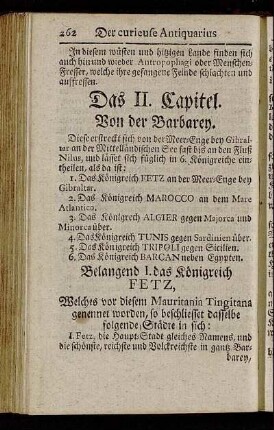 262 Der curieuse Antiquarius
In diesem wüsten und hitzigen Lande finden sich
auch hin und wieder Antropophagi oder Menschen-
Fresser, welche ihre gefangene Feinde schlachten und
auffressen.
Das II. Capitel.
Von der Barbarey.
Diese erstreckt sich von der Meer-Enge bey Gibral-
tar an der Mittelländischen See fast bis an den Fluß
Nilus, und lässet sich füglich in 6. Königreiche ein-
theilen, als da ist:
1. Das Königreich FETZ an der Meer-Enge bey
Gibraltar.
2. Das Königreich MAROCCO an dem Mare
Atlantico.
3. Das Königreich ALGIER gegen Majorca und
Minorca über.
4. Das Königreich TUNIS gegen Sardinien über.
5. Das Königreich TRIPOLI gegen Sicilien.
6. Das Königreich BARCAN neben Egypten.
Belangend I. das Königreich
FETZ,
Welches vor diesem Mauritania Tingitana
genennet worden, so beschliesset dasselbe
folgende Städte in sich:
1. Fetz, die Haupt-Stadt gleiches Namens, und
die schönste, reichste und Volckreichste in gantz Bar-
barey,